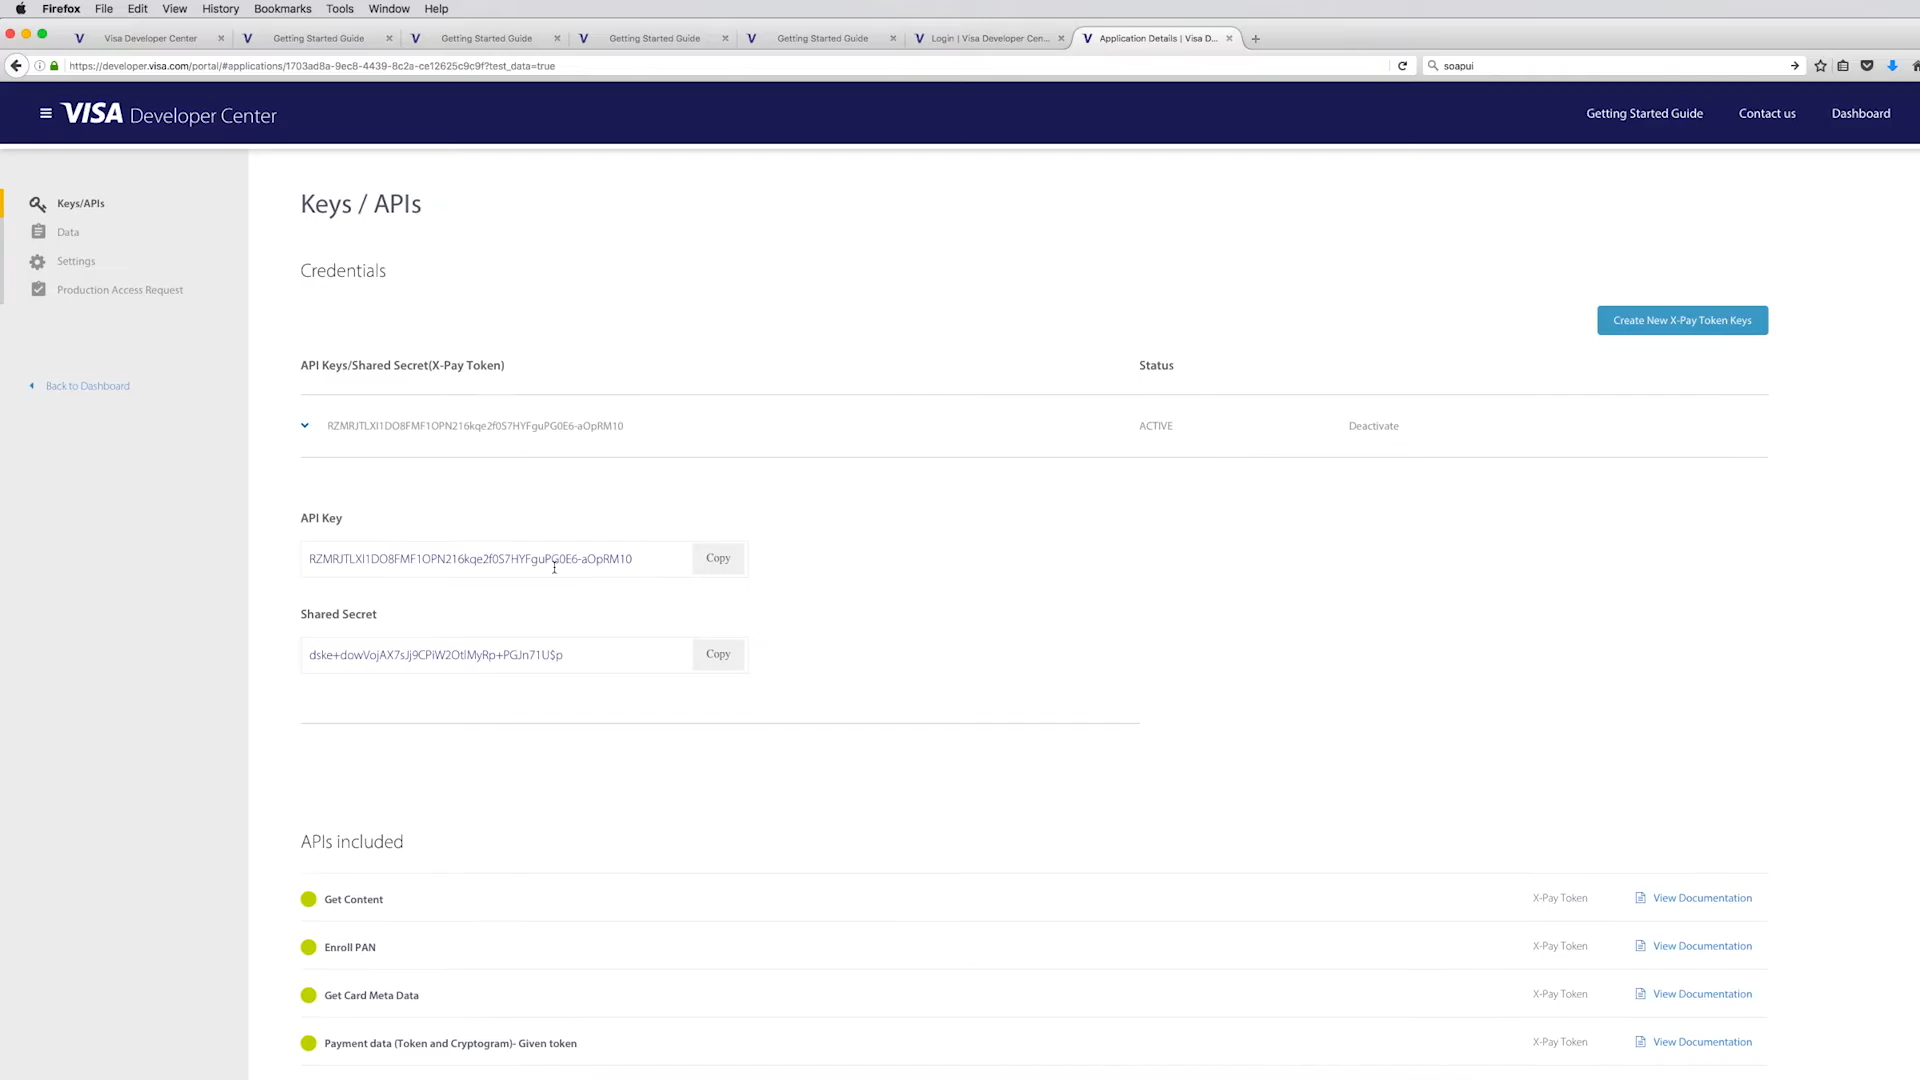 Firefox File Edit View History Bookmarks Tools Window Help
Visa Developer Center Getting Started Guide Getting Started Guide Getting Started Guide Getting Started Guide Login | Visa Developer Cen... Application Details | Visa D...
https://developer.visa.com/portal/#applications/1703ad8a-9ec8-4439-8c2a-ce12625c9c9f?test_data=true soapui
VISA Developer Center Getting Started Guide Contact us Dashboard
Keys/APIs
Data
Settings
Production Access Request
Back to Dashboard
Keys / APIs
Credentials
Create New X-Pay Token Keys
API Keys/Shared Secret(X-Pay Token) Status
RZMRJTLXI1DO8FMF1OPN216kqe2f0S7HYFguPG0E6-aOpRM10 ACTIVE Deactivate
API Key
RZMRJTLXI1DO8FMF1OPN216kqe2f0S7HYFguPG0E6-aOpRM10 Copy
Shared Secret
dske+dowVojAX7sJj9CPiW2OtlMyRp+PGJn71U$p Copy
APIs included
Get Content X-Pay Token View Documentation
Enroll PAN X-Pay Token View Documentation
Get Card Meta Data X-Pay Token View Documentation
Payment data (Token and Cryptogram)- Given token X-Pay Token View Documentation